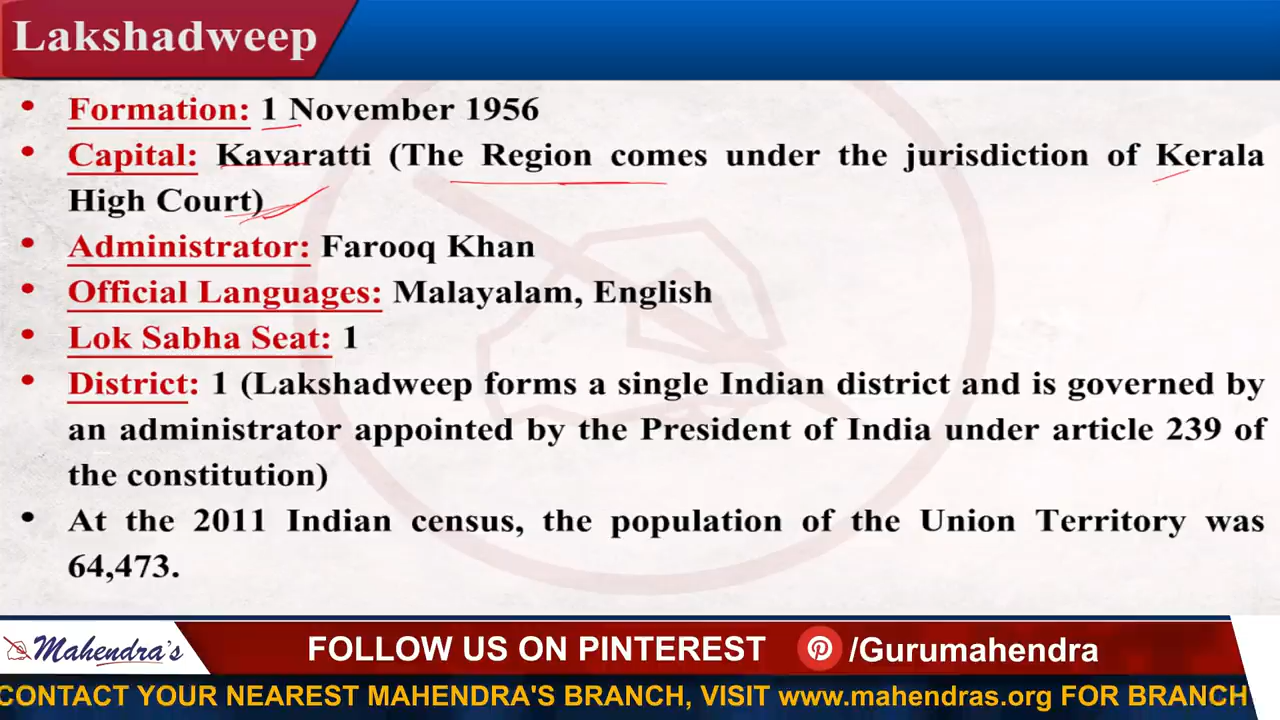 Lakshadweep
• Formation: 1 November 1956
• Capital: Kavaratti (The Region comes under the jurisdiction of Kerala
High Court)
• Administrator: Farooq Khan
• Official Languages: Malayalam, English
• Lok Sabha Seat: 1
• District: 1 (Lakshadweep forms a single Indian district and is governed by
an administrator appointed by the President of India under article 239 of
the constitution)
• At the 2011 Indian census, the population of the Union Territory was
64,473.
Mahendra's FOLLOW US ON PINTEREST /Gurumahendra
CONTACT YOUR NEAREST MAHENDRA'S BRANCH, VISIT www.mahendras.org FOR BRANCH